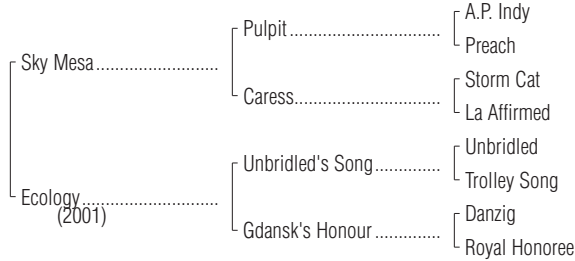 A.P. Indy
Pulpit
Preach
Sky Mesa
Storm Cat
Caress
La Affirmed
Unbridled
Unbridled's Song
Trolley Song
Ecology
(2001)
Danzig
Gdansk's Honour
Royal Honoree